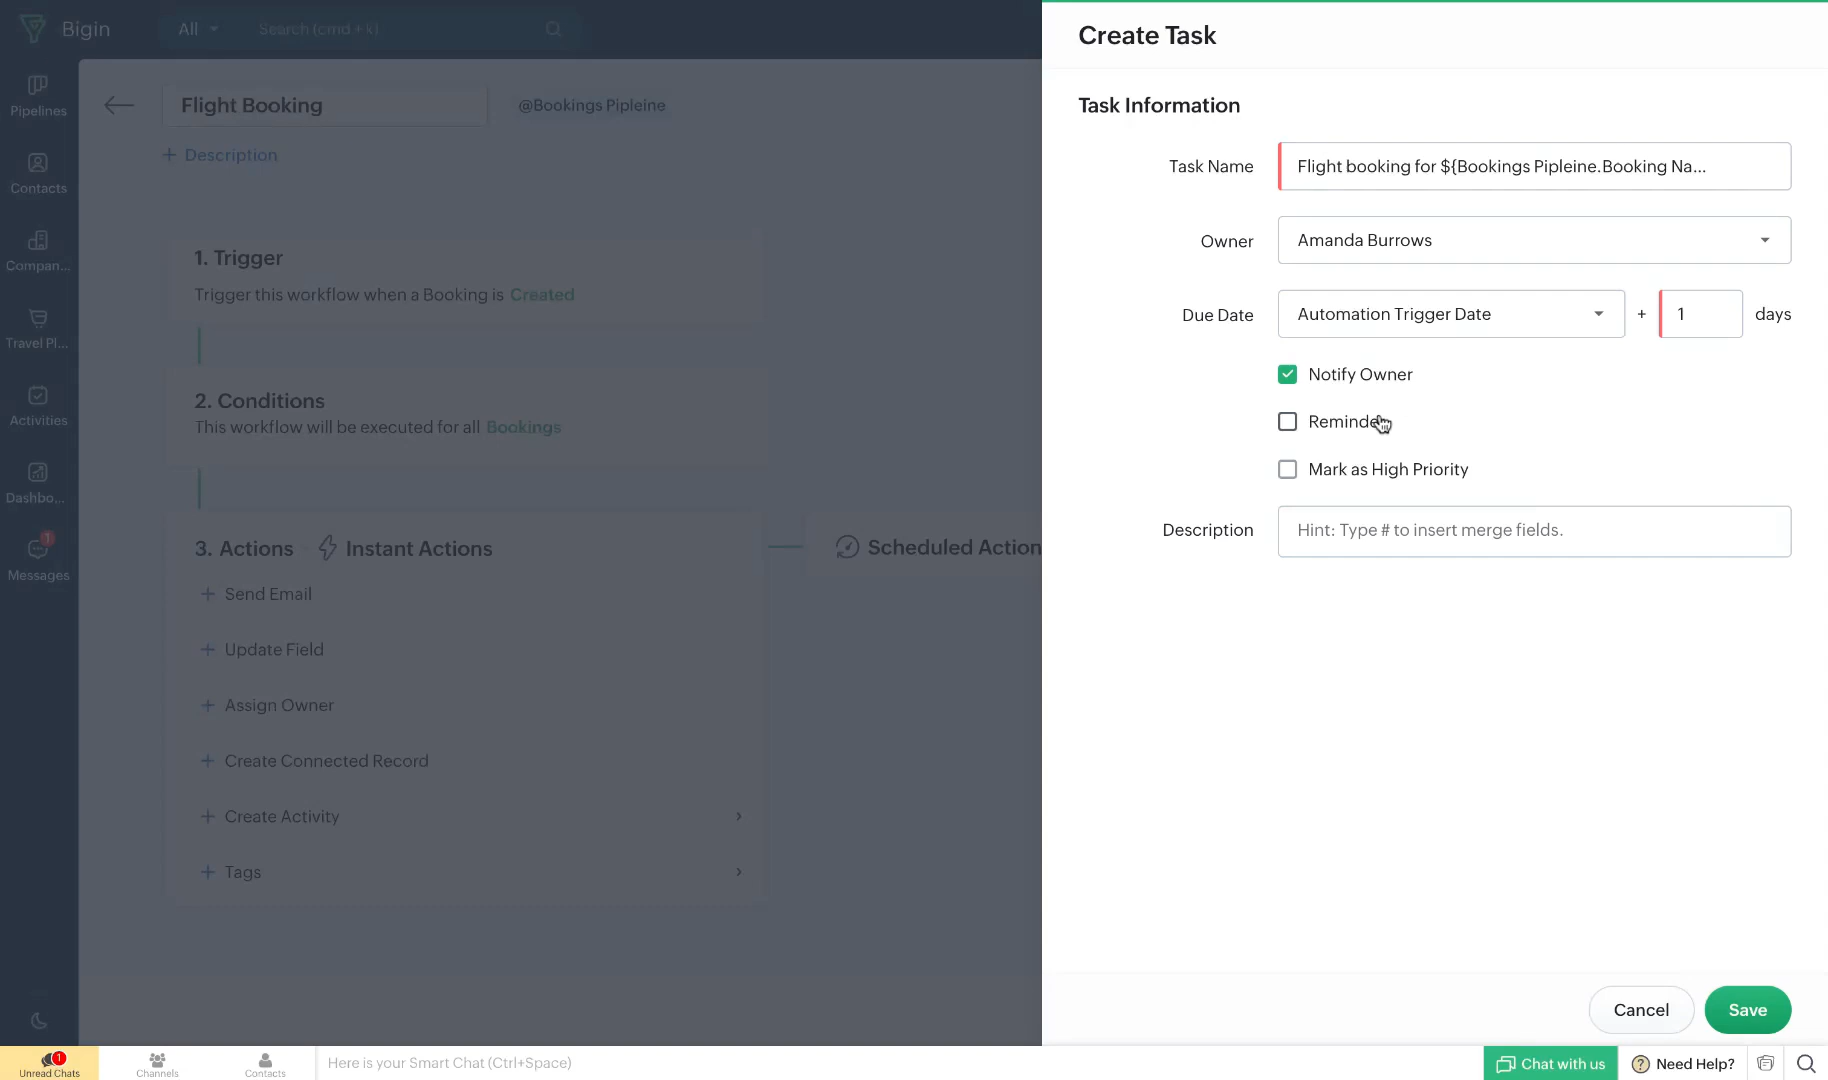 Bigin
All
Search (cmd + k)
Create Task
Pipelines
Contacts
Compan...
Travel Pl...
Activities
Dashbo...
1
Messages
Flight Booking
@Bookings Pipleine
+ Description
1. Trigger
Trigger this workflow when a Booking is Created
2. Conditions
This workflow will be executed for all Bookings
3. Actions
Instant Actions
+ Send Email
+ Update Field
+ Assign Owner
+ Create Connected Record
+ Create Activity
+ Tags
Scheduled Action
Task Information
Task Name
Flight booking for ${Bookings Pipleine.Booking Na...
Owner
Amanda Burrows
Due Date
Automation Trigger Date
+
1
days
Notify Owner
Reminde
Mark as High Priority
Description
Hint: Type # to insert merge fields.
Cancel
Save
1
Unread Chats
Channels
Contacts
Here is your Smart Chat (Ctrl+Space)
Chat with us
Need Help?